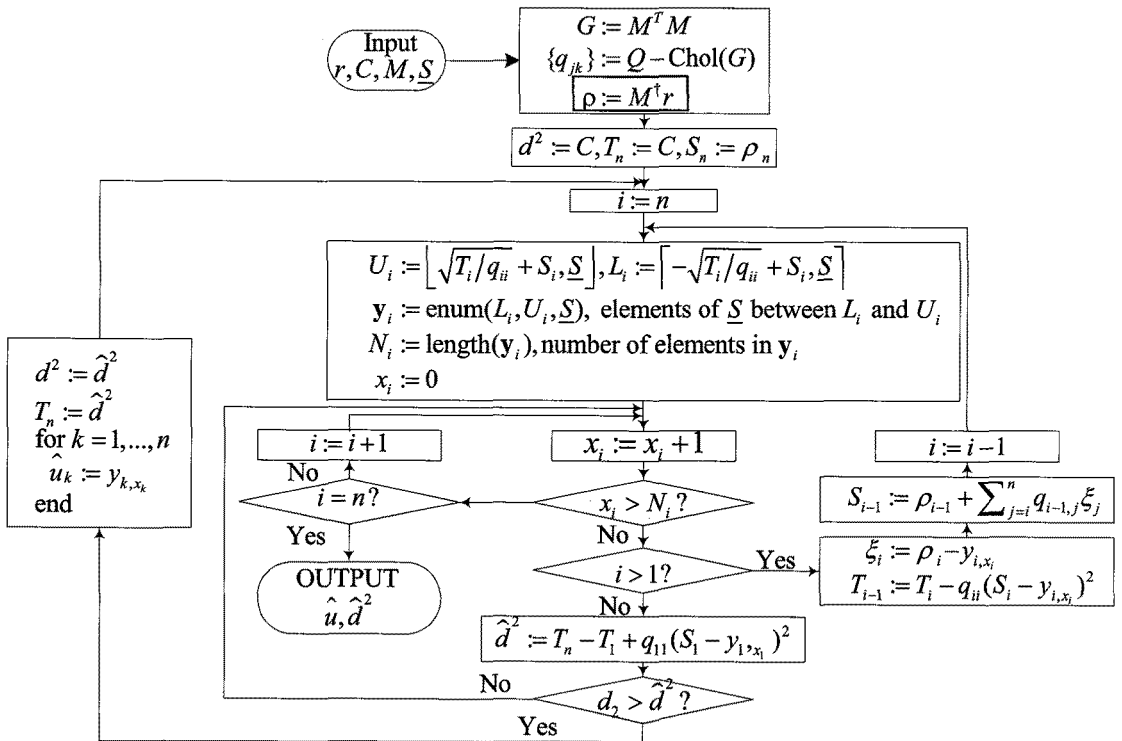 Input
r, C, M, S̲
G := MᵀM
{q_jk} := Q − Chol(G)
ρ := M†r
d² := C, T_n := C, S_n := ρ_n
i := n
U_i := ⌊√(T_i/q_ii) + S_i, S̲⌋, L_i := ⌈−√(T_i/q_ii) + S_i, S̲⌉
y_i := enum(L_i, U_i, S̲), elements of S̲ between L_i and U_i
N_i := length(y_i), number of elements in y_i
x_i := 0
d² := d̂²
T_n := d̂²
for k = 1,...,n
û_k := y_{k,x_k}
end
i := i+1
x_i := x_i +1
i := i−1
No
i = n?
x_i > N_i?
S_{i−1} := ρ_{i−1} + ∑_{j=i}^{n} q_{i−1,j} ξ_j
Yes
No
OUTPUT
û, d̂²
i > 1?
Yes
ξ_i := ρ_i − y_{i,x_i}
T_{i−1} := T_i − q_ii(S_i − y_{i,x_i})²
No
d̂² := T_n − T_1 + q_11(S_1 − y_{1,x_1})²
No
d_2 > d̂² ?
Yes